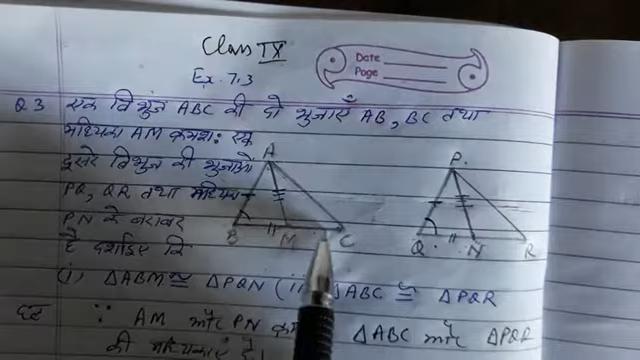 Class IX
Date
Page
Ex. 7.3
Q.3 एक त्रिभुज ABC की दो भुजाएँ AB, BC तथा
माध्यिका AM क्रमशः एक
दूसरे त्रिभुज की भुजाओं
PQ, QR तथा माध्यिका
PN के बराबर
है दर्शाइए कि
A
B M C
P
Q N R
(i) ΔABM ≅ ΔPQN (ii) ΔABC ≅ ΔPQR
हल ∵ AM और PN ΔABC और ΔPQR
की माध्यिकाएं हैं।